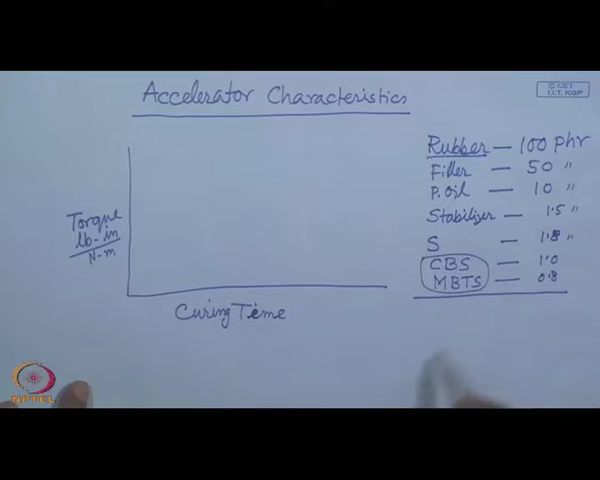 Accelerator Characteristics
© CET
I.I.T. KGP
Rubber — 100 phr
Filler — 50 "
P. Oil — 10 "
Stabilizer — 1.5 "
S — 1.8 "
CBS — 1.0
MBTS — 0.8
Torque
lb-in
N-m
Curing Time
NPTEL